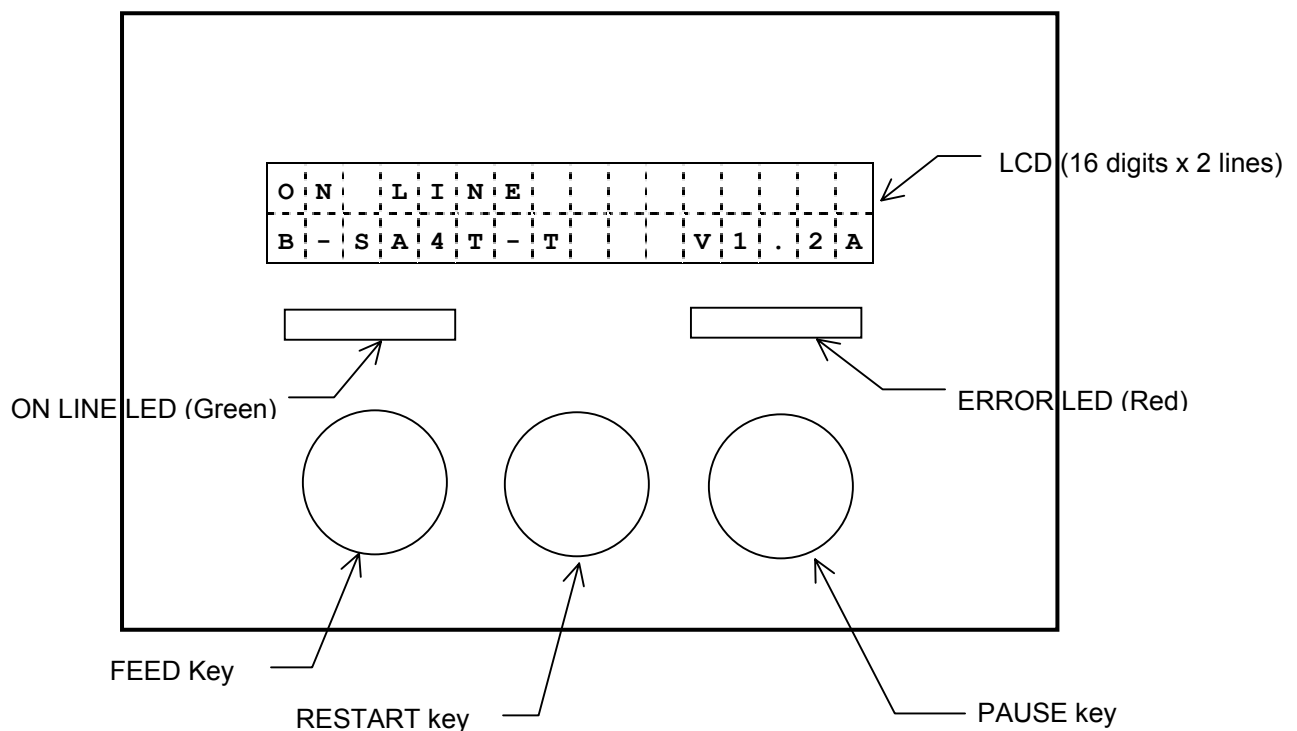 LCD (16 digits x 2 lines)
ON LINE
B-SA4T-T   V1.2A
ON LINE LED (Green)
ERROR LED (Red)
FEED Key
RESTART key
PAUSE key